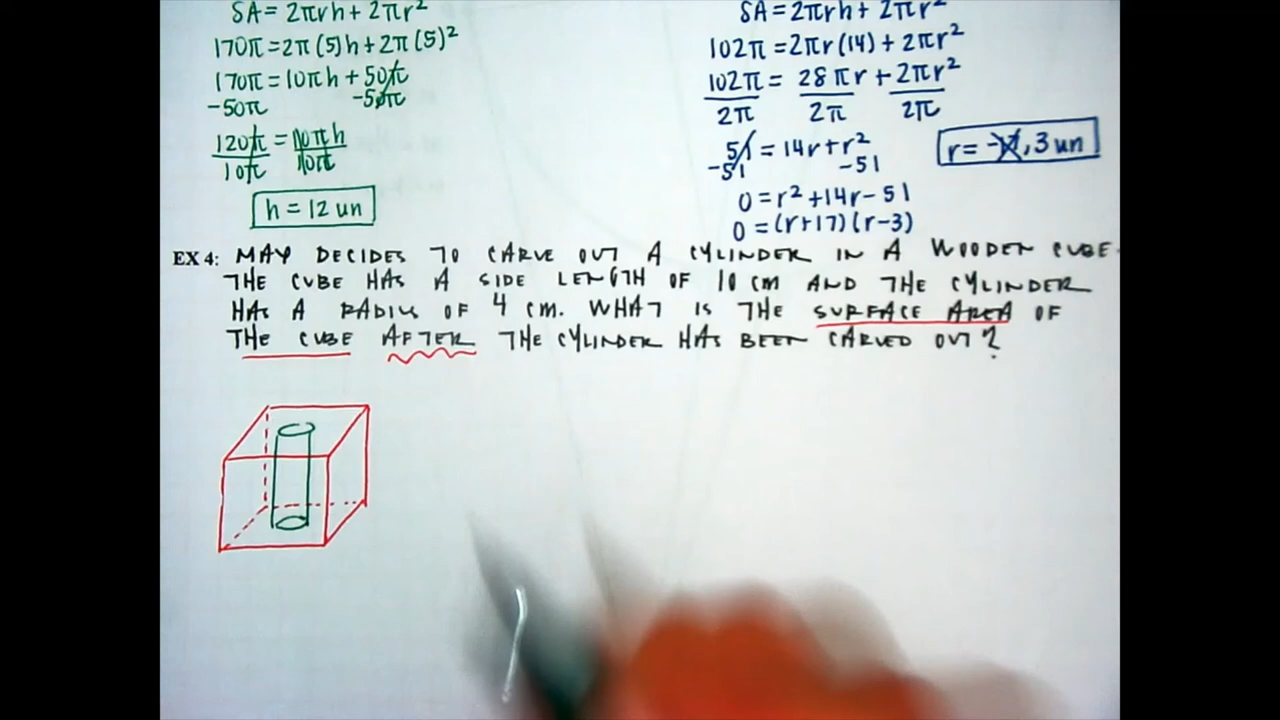 SA = 2πrh + 2πr²
170π = 2π(5)h + 2π(5)²
170π = 10πh + 50π
-50π -50π
120π/10π = 10πh/10π
h = 12 un
SA = 2πrh + 2πr²
102π = 2πr(14) + 2πr²
102π/2π = 28πr/2π + 2πr²/2π
51 = 14r + r²
-51 -51
0 = r² + 14r - 51
0 = (r+17)(r-3)
r = -17, 3 un
EX 4: MAY DECIDES TO CARVE OUT A CYLINDER IN A WOODEN CUBE.
THE CUBE HAS A SIDE LENGTH OF 10 CM AND THE CYLINDER
HAS A RADIUS OF 4 CM. WHAT IS THE SURFACE AREA OF
THE CUBE AFTER THE CYLINDER HAS BEEN CARVED OUT?